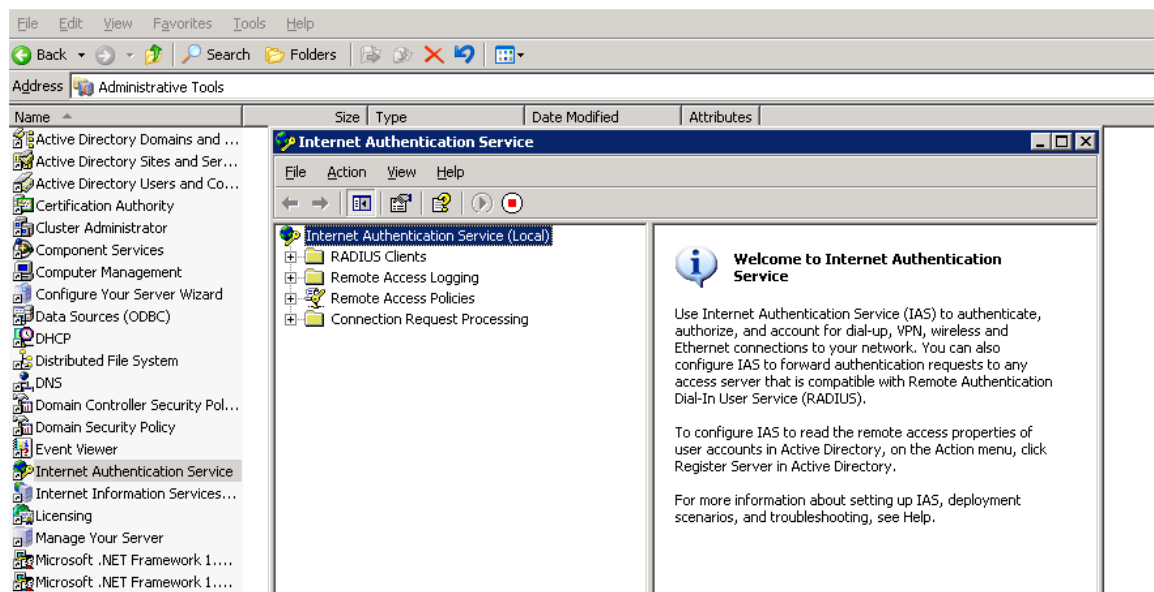 File Edit View Favorites Tools Help
Back Search Folders
Address Administrative Tools
Name Size Type Date Modified Attributes
Active Directory Domains and ...
Active Directory Sites and Ser...
Active Directory Users and Co...
Certification Authority
Cluster Administrator
Component Services
Computer Management
Configure Your Server Wizard
Data Sources (ODBC)
DHCP
Distributed File System
DNS
Domain Controller Security Pol...
Domain Security Policy
Event Viewer
Internet Authentication Service
Internet Information Services...
Licensing
Manage Your Server
Microsoft .NET Framework 1....
Microsoft .NET Framework 1....
Internet Authentication Service
File Action View Help
Internet Authentication Service (Local)
RADIUS Clients
Remote Access Logging
Remote Access Policies
Connection Request Processing
Welcome to Internet Authentication
Service
Use Internet Authentication Service (IAS) to authenticate,
authorize, and account for dial-up, VPN, wireless and
Ethernet connections to your network. You can also
configure IAS to forward authentication requests to any
access server that is compatible with Remote Authentication
Dial-In User Service (RADIUS).
To configure IAS to read the remote access properties of
user accounts in Active Directory, on the Action menu, click
Register Server in Active Directory.
For more information about setting up IAS, deployment
scenarios, and troubleshooting, see Help.